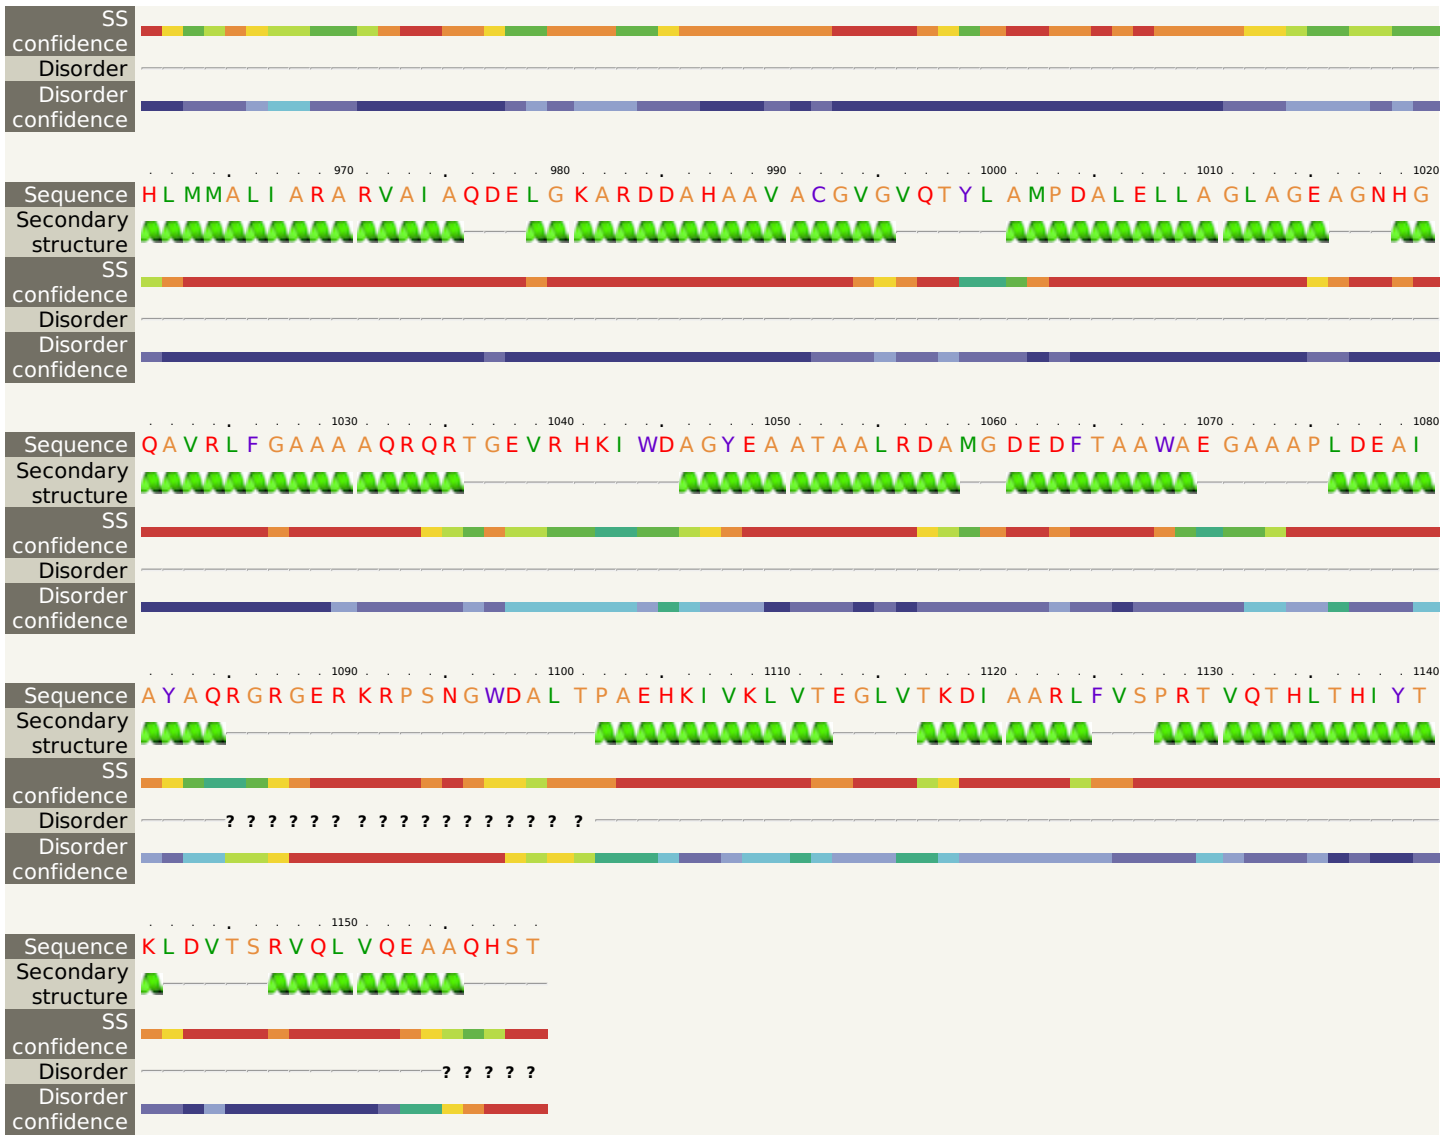 SS
confidence
Disorder
Disorder
confidence
970 980 990 1000 1010 1020
Sequence HLMMALIARARVAIAQDELGKARDDAHAAVACGVGVQTYLAMPDALELLAGLAGEAGNHG
Secondary
structure
SS
confidence
Disorder
Disorder
confidence
1030 1040 1050 1060 1070 1080
Sequence QAVRLFGAAAAAQRQRTGEVRHKIWDAGYEAATAALRDAMGDEDFTAAWAEGAAAPLDEAI
Secondary
structure
SS
confidence
Disorder
Disorder
confidence
1090 1100 1110 1120 1130 1140
Sequence AYAQRGRGERKRPSNGWDALTPAEHKIVKLVTEGLVTKDIAARLFVSPRTVQTHLTHIYT
Secondary
structure
SS
confidence
Disorder ? ? ? ? ? ? ? ? ? ? ? ? ? ? ? ? ?
Disorder
confidence
1150
Sequence KLDVTSRVQLVQEAAQHST
Secondary
structure
SS
confidence
Disorder ? ? ? ? ?
Disorder
confidence